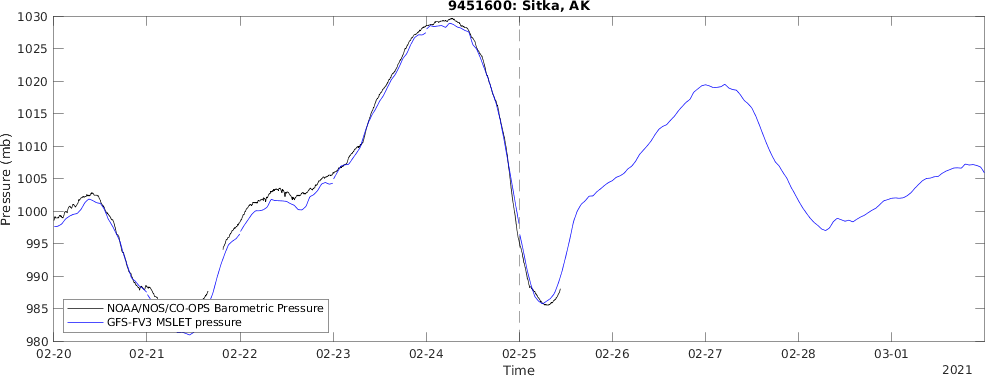 9451600: Sitka, AK
1030
1025
1020
1015
1010
1005
1000
995
990
985
980
Pressure (mb)
NOAA/NOS/CO-OPS Barometric Pressure
GFS-FV3 MSLET pressure
02-20 02-21 02-22 02-23 02-24 02-25 02-26 02-27 02-28 03-01
Time
2021